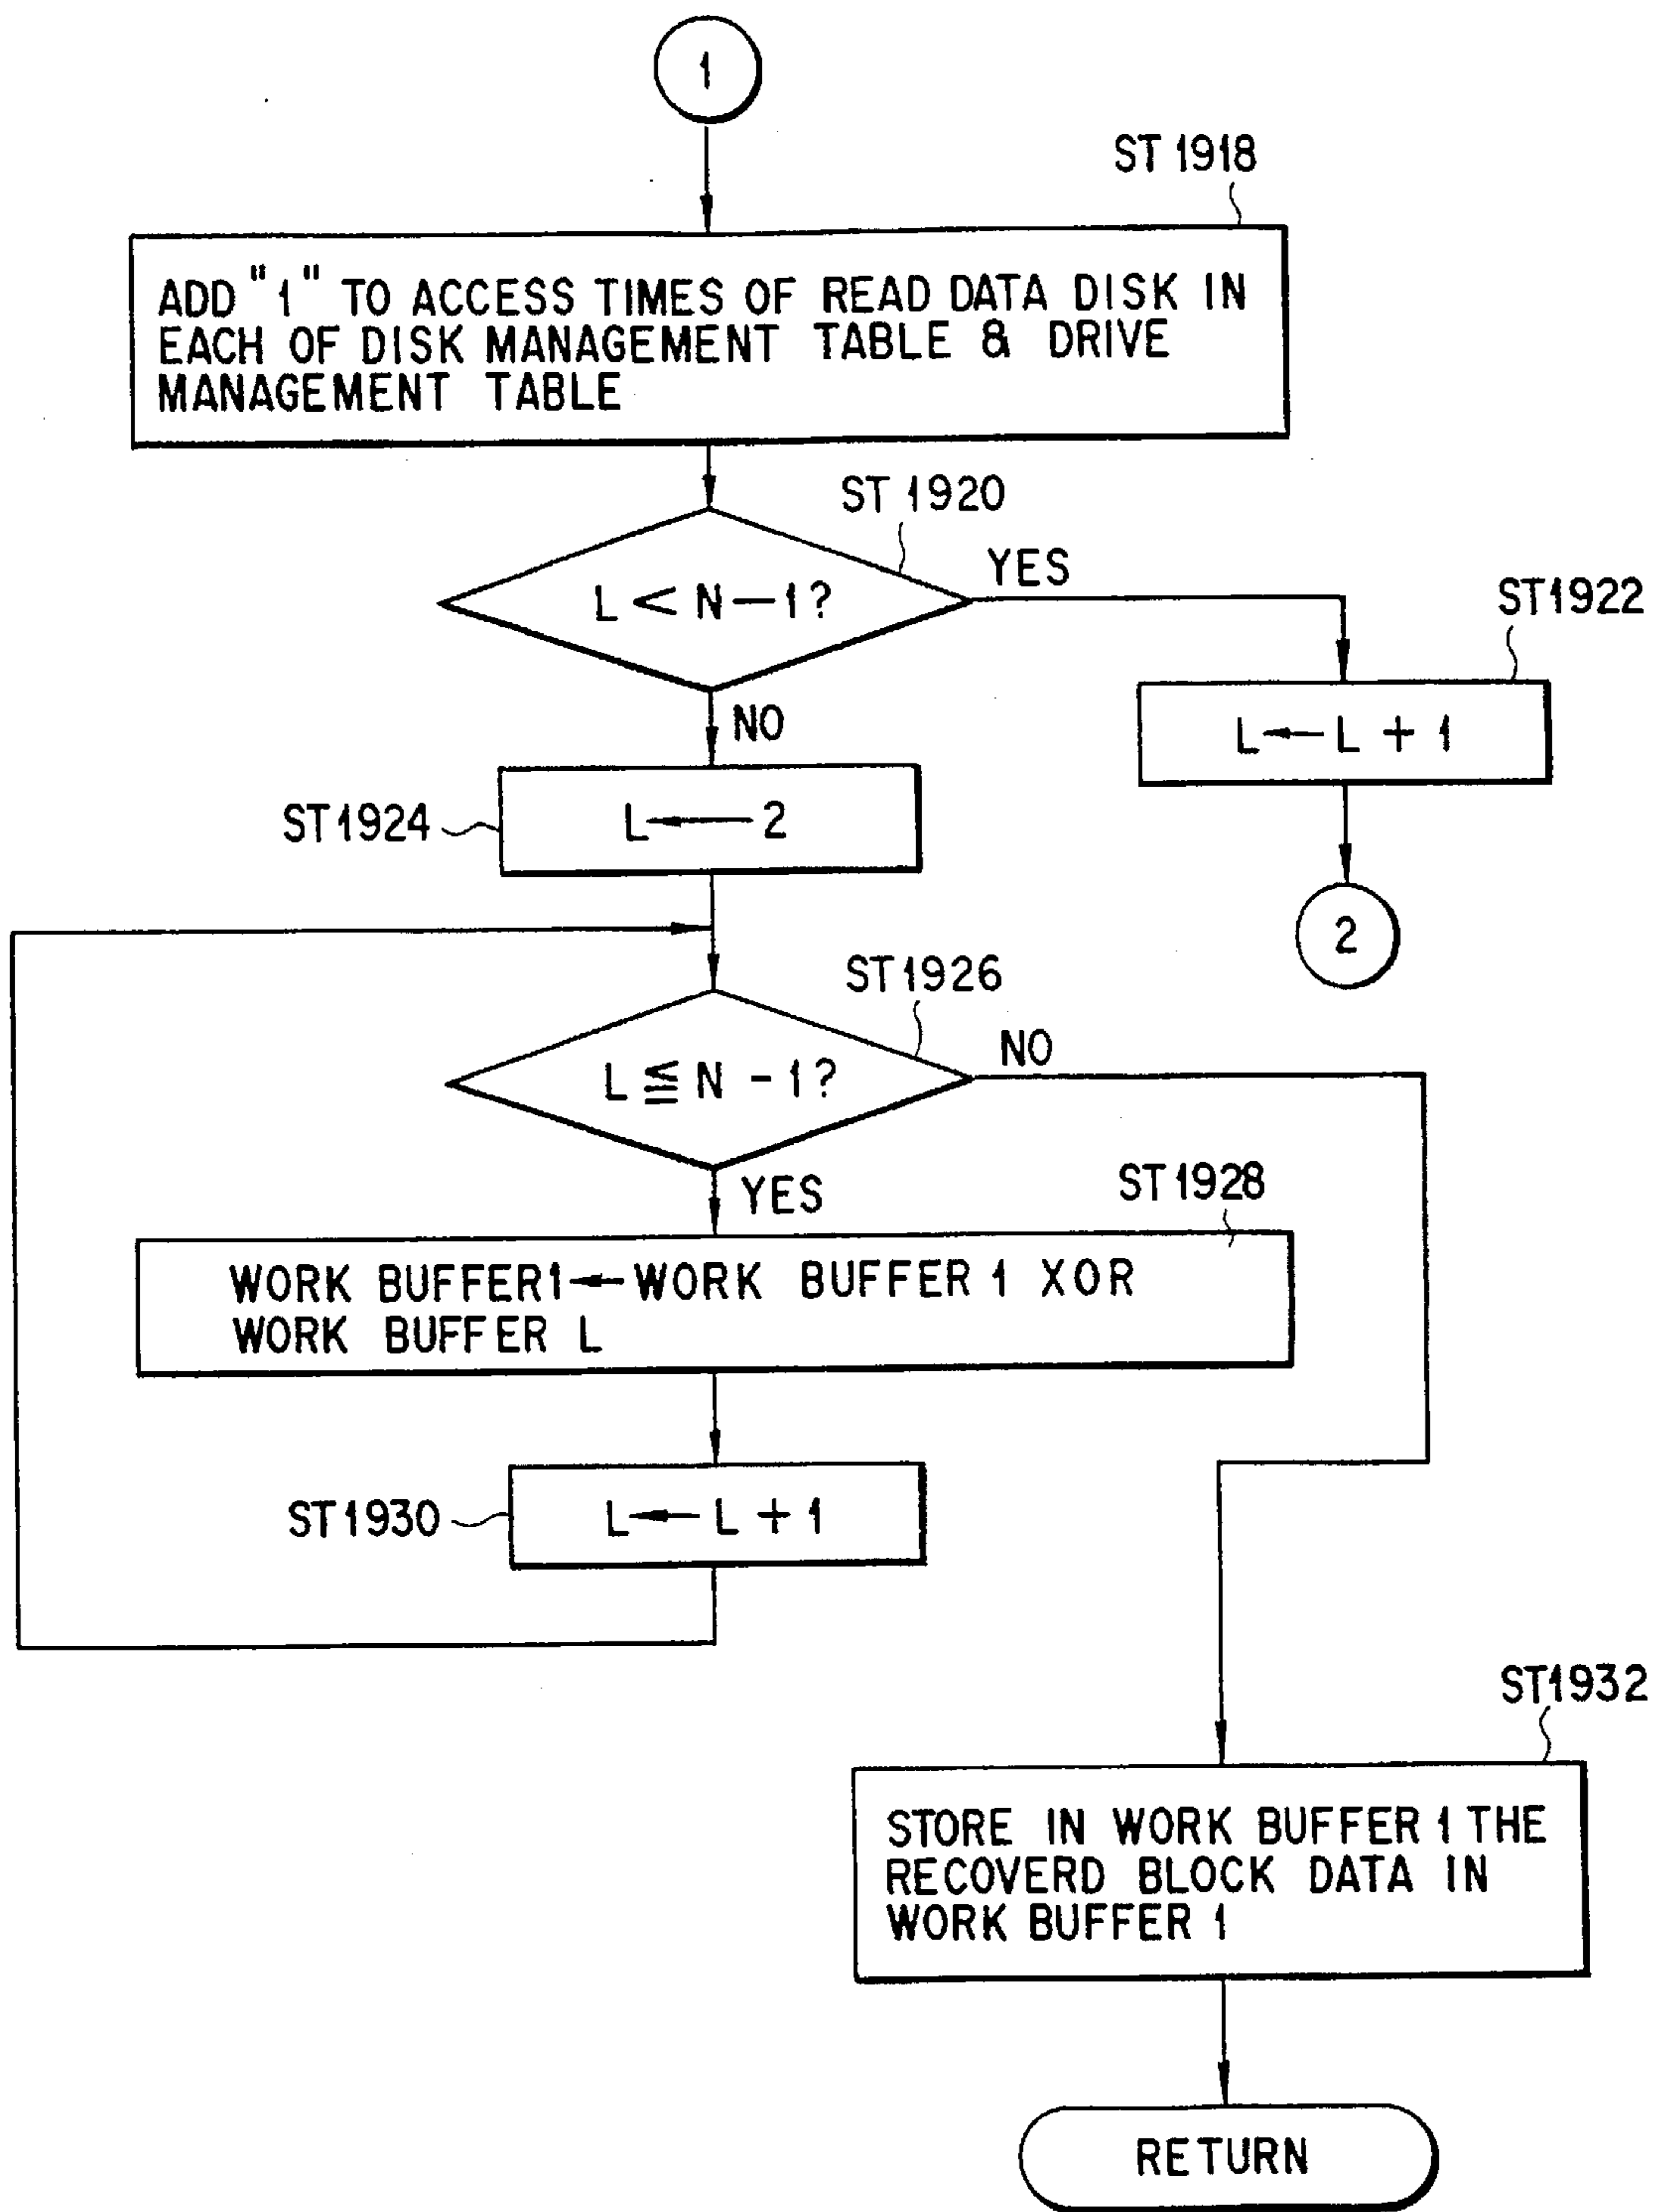 1
ST 1918
ADD "1" TO ACCESS TIMES OF READ DATA DISK IN
EACH OF DISK MANAGEMENT TABLE & DRIVE
MANAGEMENT TABLE
ST 1920
L < N — 1?
YES
ST1922
L ← L + 1
2
NO
ST1924
L ← 2
ST1926
L ≦ N - 1?
NO
YES
ST1928
WORK BUFFER1 ← WORK BUFFER 1 XOR
WORK BUFFER L
ST1930
L ← L + 1
ST1932
STORE IN WORK BUFFER 1 THE
RECOVERD BLOCK DATA IN
WORK BUFFER 1
RETURN